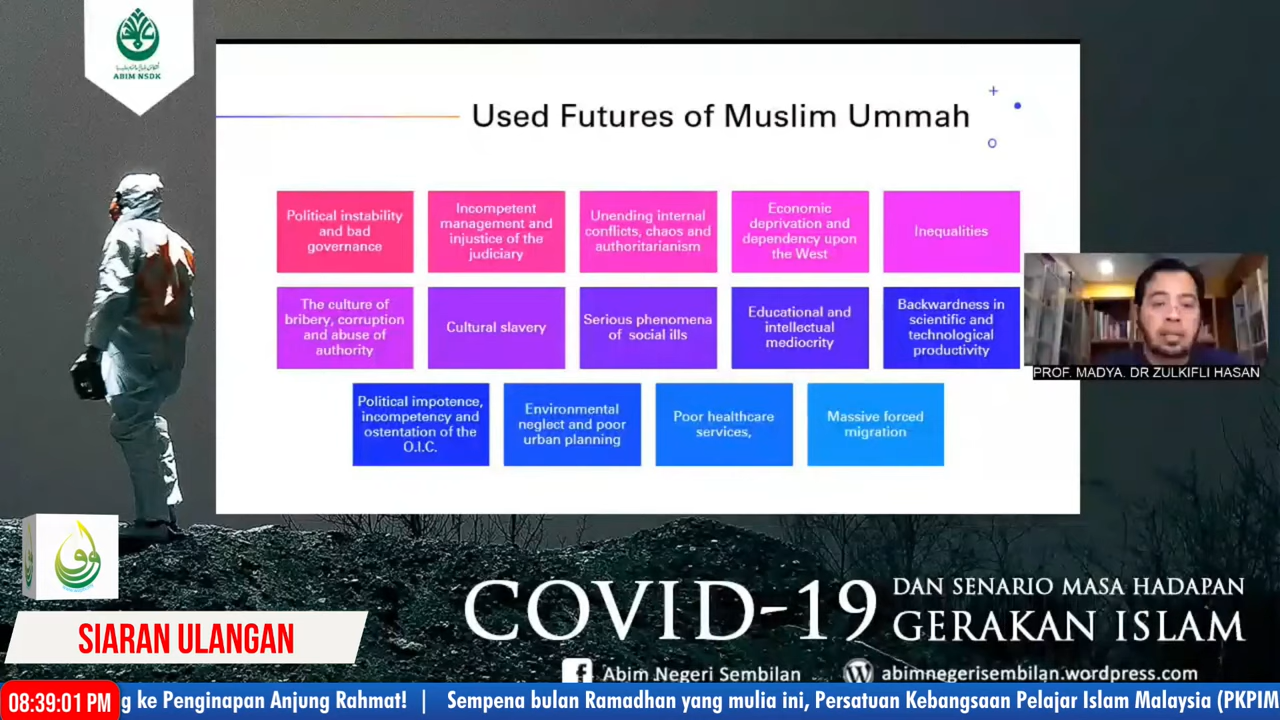 ABIM NSDK
Used Futures of Muslim Ummah
Political instability
and bad
governance
Incompetent
management and
injustice of the
judiciary
Unending internal
conflicts, chaos and
authoritarianism
Economic
deprivation and
dependency upon
the West
Inequalities
The culture of
bribery, corruption
and abuse of
authority
Cultural slavery
Serious phenomena
of social ills
Educational and
intellectual
mediocrity
Backwardness in
scientific and
technological
productivity
Political impotence,
incompetency and
ostentation of the
O.I.C.
Environmental
neglect and poor
urban planning
Poor healthcare
services,
Massive forced
migration
PROF. MADYA. DR ZULKIFLI HASAN
COVID-19
DAN SENARIO MASA HADAPAN
GERAKAN ISLAM
SIARAN ULANGAN
Abim Negeri Sembilan
abimnegerisembilan.wordpress.com
08:39:01 PM
g ke Penginapan Anjung Rahmat! | Sempena bulan Ramadhan yang mulia ini, Persatuan Kebangsaan Pelajar Islam Malaysia (PKPIM